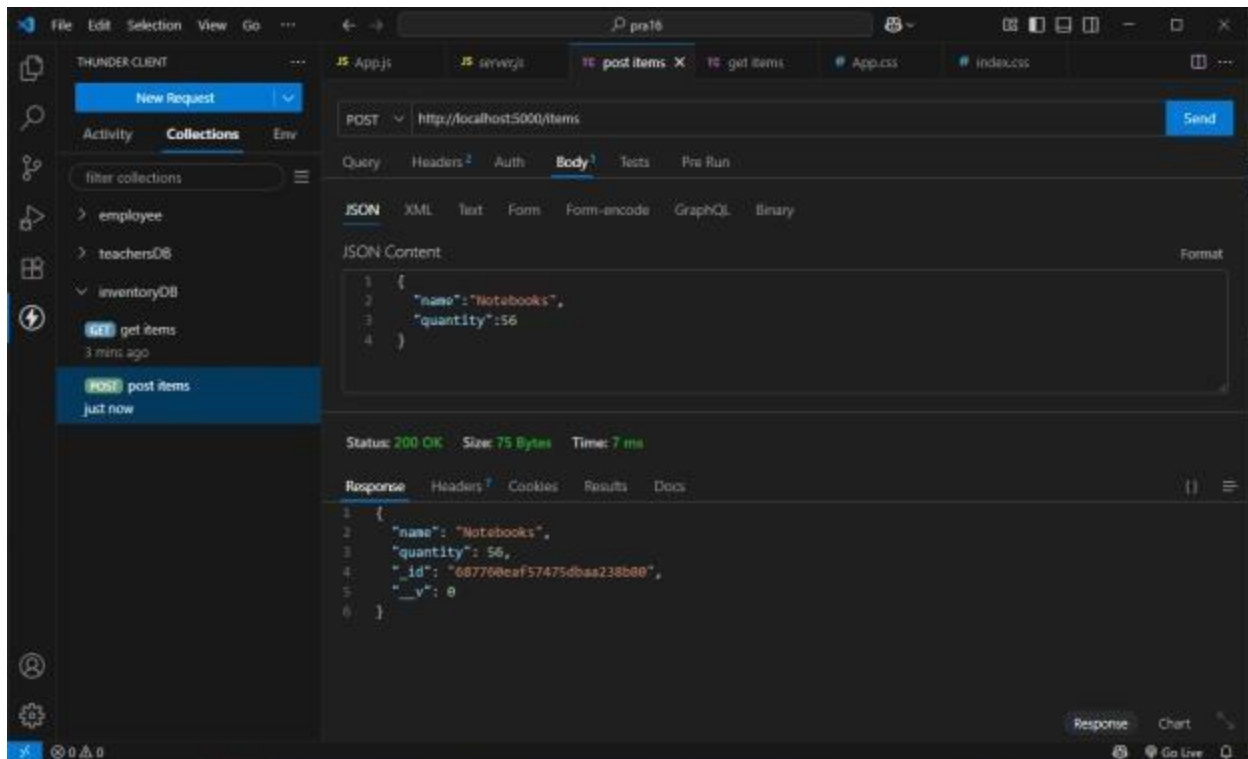 File Edit Selection View Go ··· pra16
THUNDER CLIENT ···
New Request
Activity Collections Env
filter collections
employee
teachersDB
inventoryDB
GET get items
3 mins ago
POST post items
just now
JS App.js JS server.js TC post items TC get items # App.css # index.css
POST http://localhost:5000/items Send
Query Headers 2 Auth Body 1 Tests Pre Run
JSON XML Text Form Form-encode GraphQL Binary
JSON Content Format
1 {
2 "name":"Notebooks",
3 "quantity":56
4 }
Status: 200 OK Size: 75 Bytes Time: 7 ms
Response Headers 7 Cookies Results Docs {}
1 {
2 "name": "Notebooks",
3 "quantity": 56,
4 "_id": "687760eaf57475dbaa238b00",
5 "__v": 0
6 }
Response Chart
0 0 Go Live